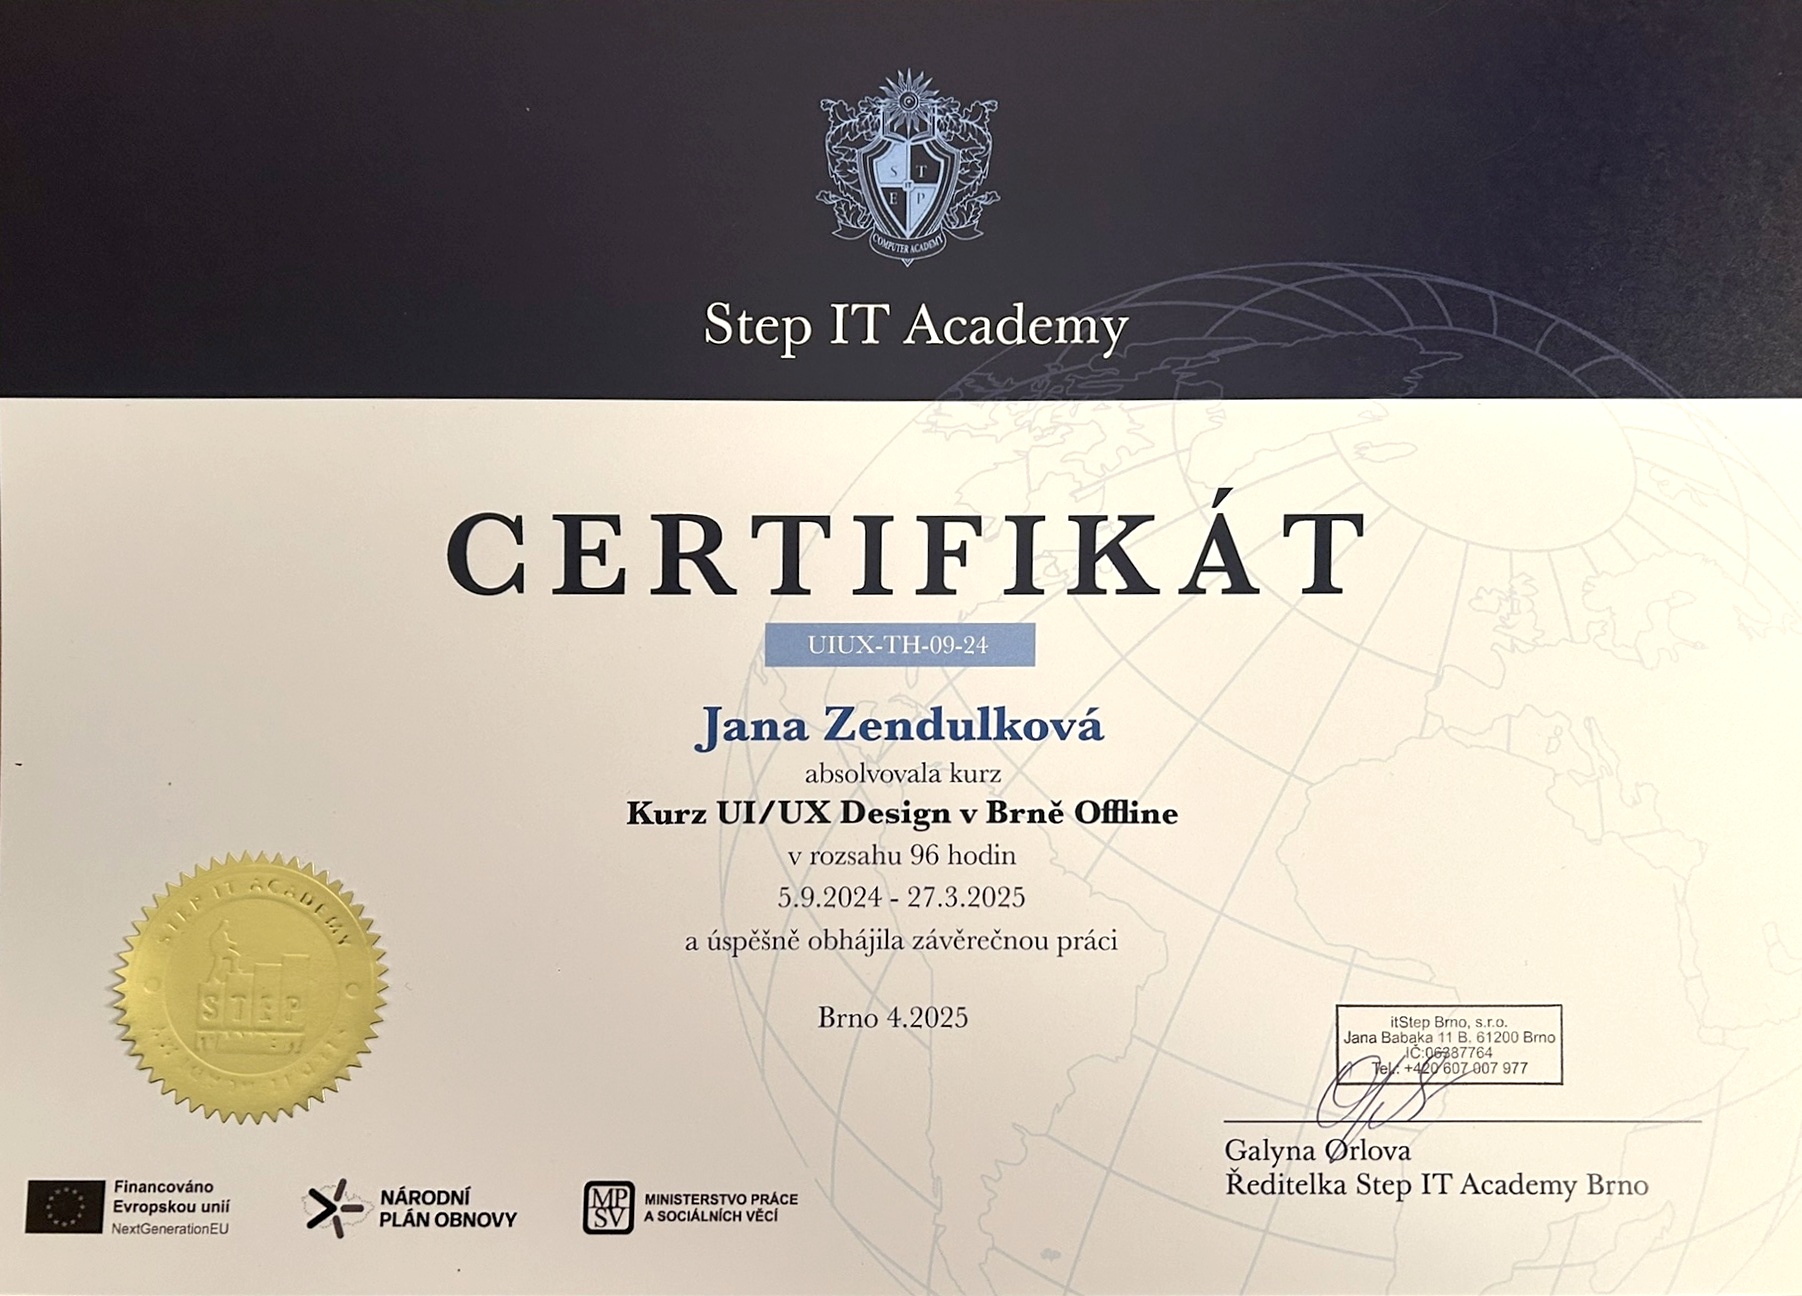 S T
E P
COMPUTER ACADEMY
Step IT Academy
CERTIFIKÁT
UIUX-TH-09-24
Jana Zendulková
absolvovala kurz
Kurz UI/UX Design v Brně Offline
v rozsahu 96 hodin
5.9.2024 - 27.3.2025
a úspěšně obhájila závěrečnou práci
Brno 4.2025
STEP IT ACADEMY
STEP
itStep Brno, s.r.o.
Jana Babaka 11 B, 61200 Brno
IČ:06387764
Tel.: +420 607 007 977
Galyna Orlova
Ředitelka Step IT Academy Brno
Financováno
Evropskou unií
NextGenerationEU
NÁRODNÍ
PLÁN OBNOVY
MP
SV
MINISTERSTVO PRÁCE
A SOCIÁLNÍCH VĚCÍ